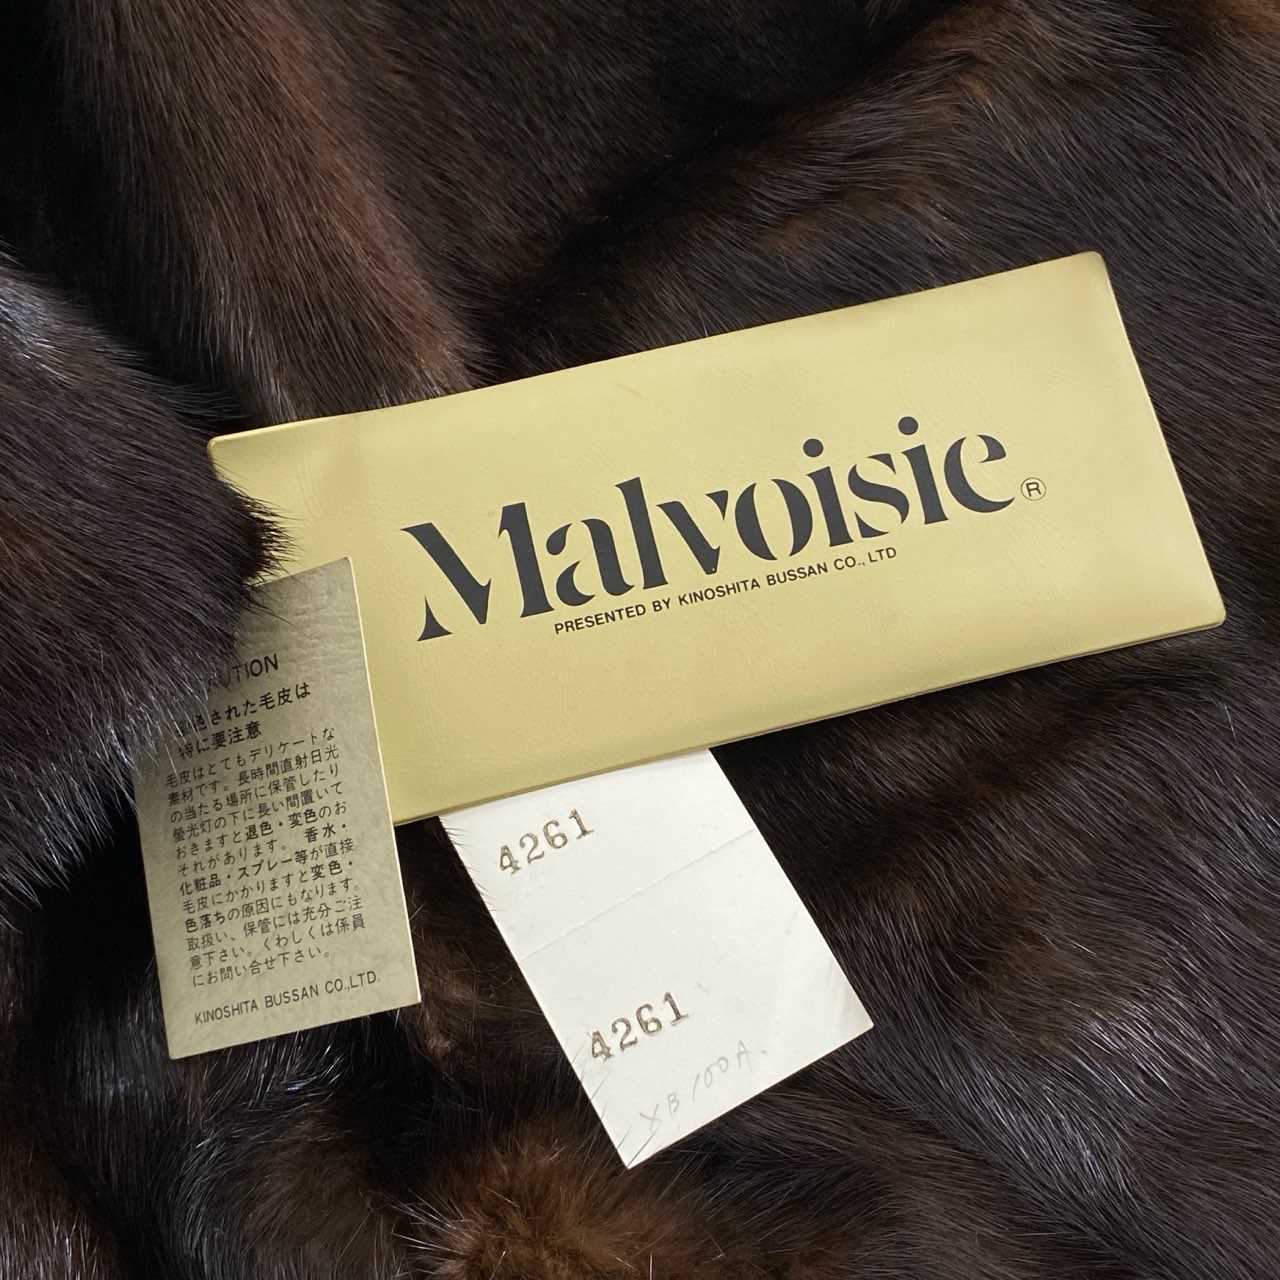 Malvoisie®
PRESENTED BY KINOSHITA BUSSAN CO., LTD
された毛皮は
特に要注意
毛皮はとてもデリケートな
素材です。長時間直射日光
の当たる場所に保管したり
螢光灯の下に長い間置いて
おきますと退色・変色のお
それがあります。香水・
化粧品・スプレー等が直接
毛皮にかかりますと変色・
色落ちの原因にもなります。
取扱い、保管には充分ご注
意下さい。くわしくは係員
にお問い合せ下さい。
KINOSHITA BUSSAN CO.,LTD.
4261
4261
XB100A.